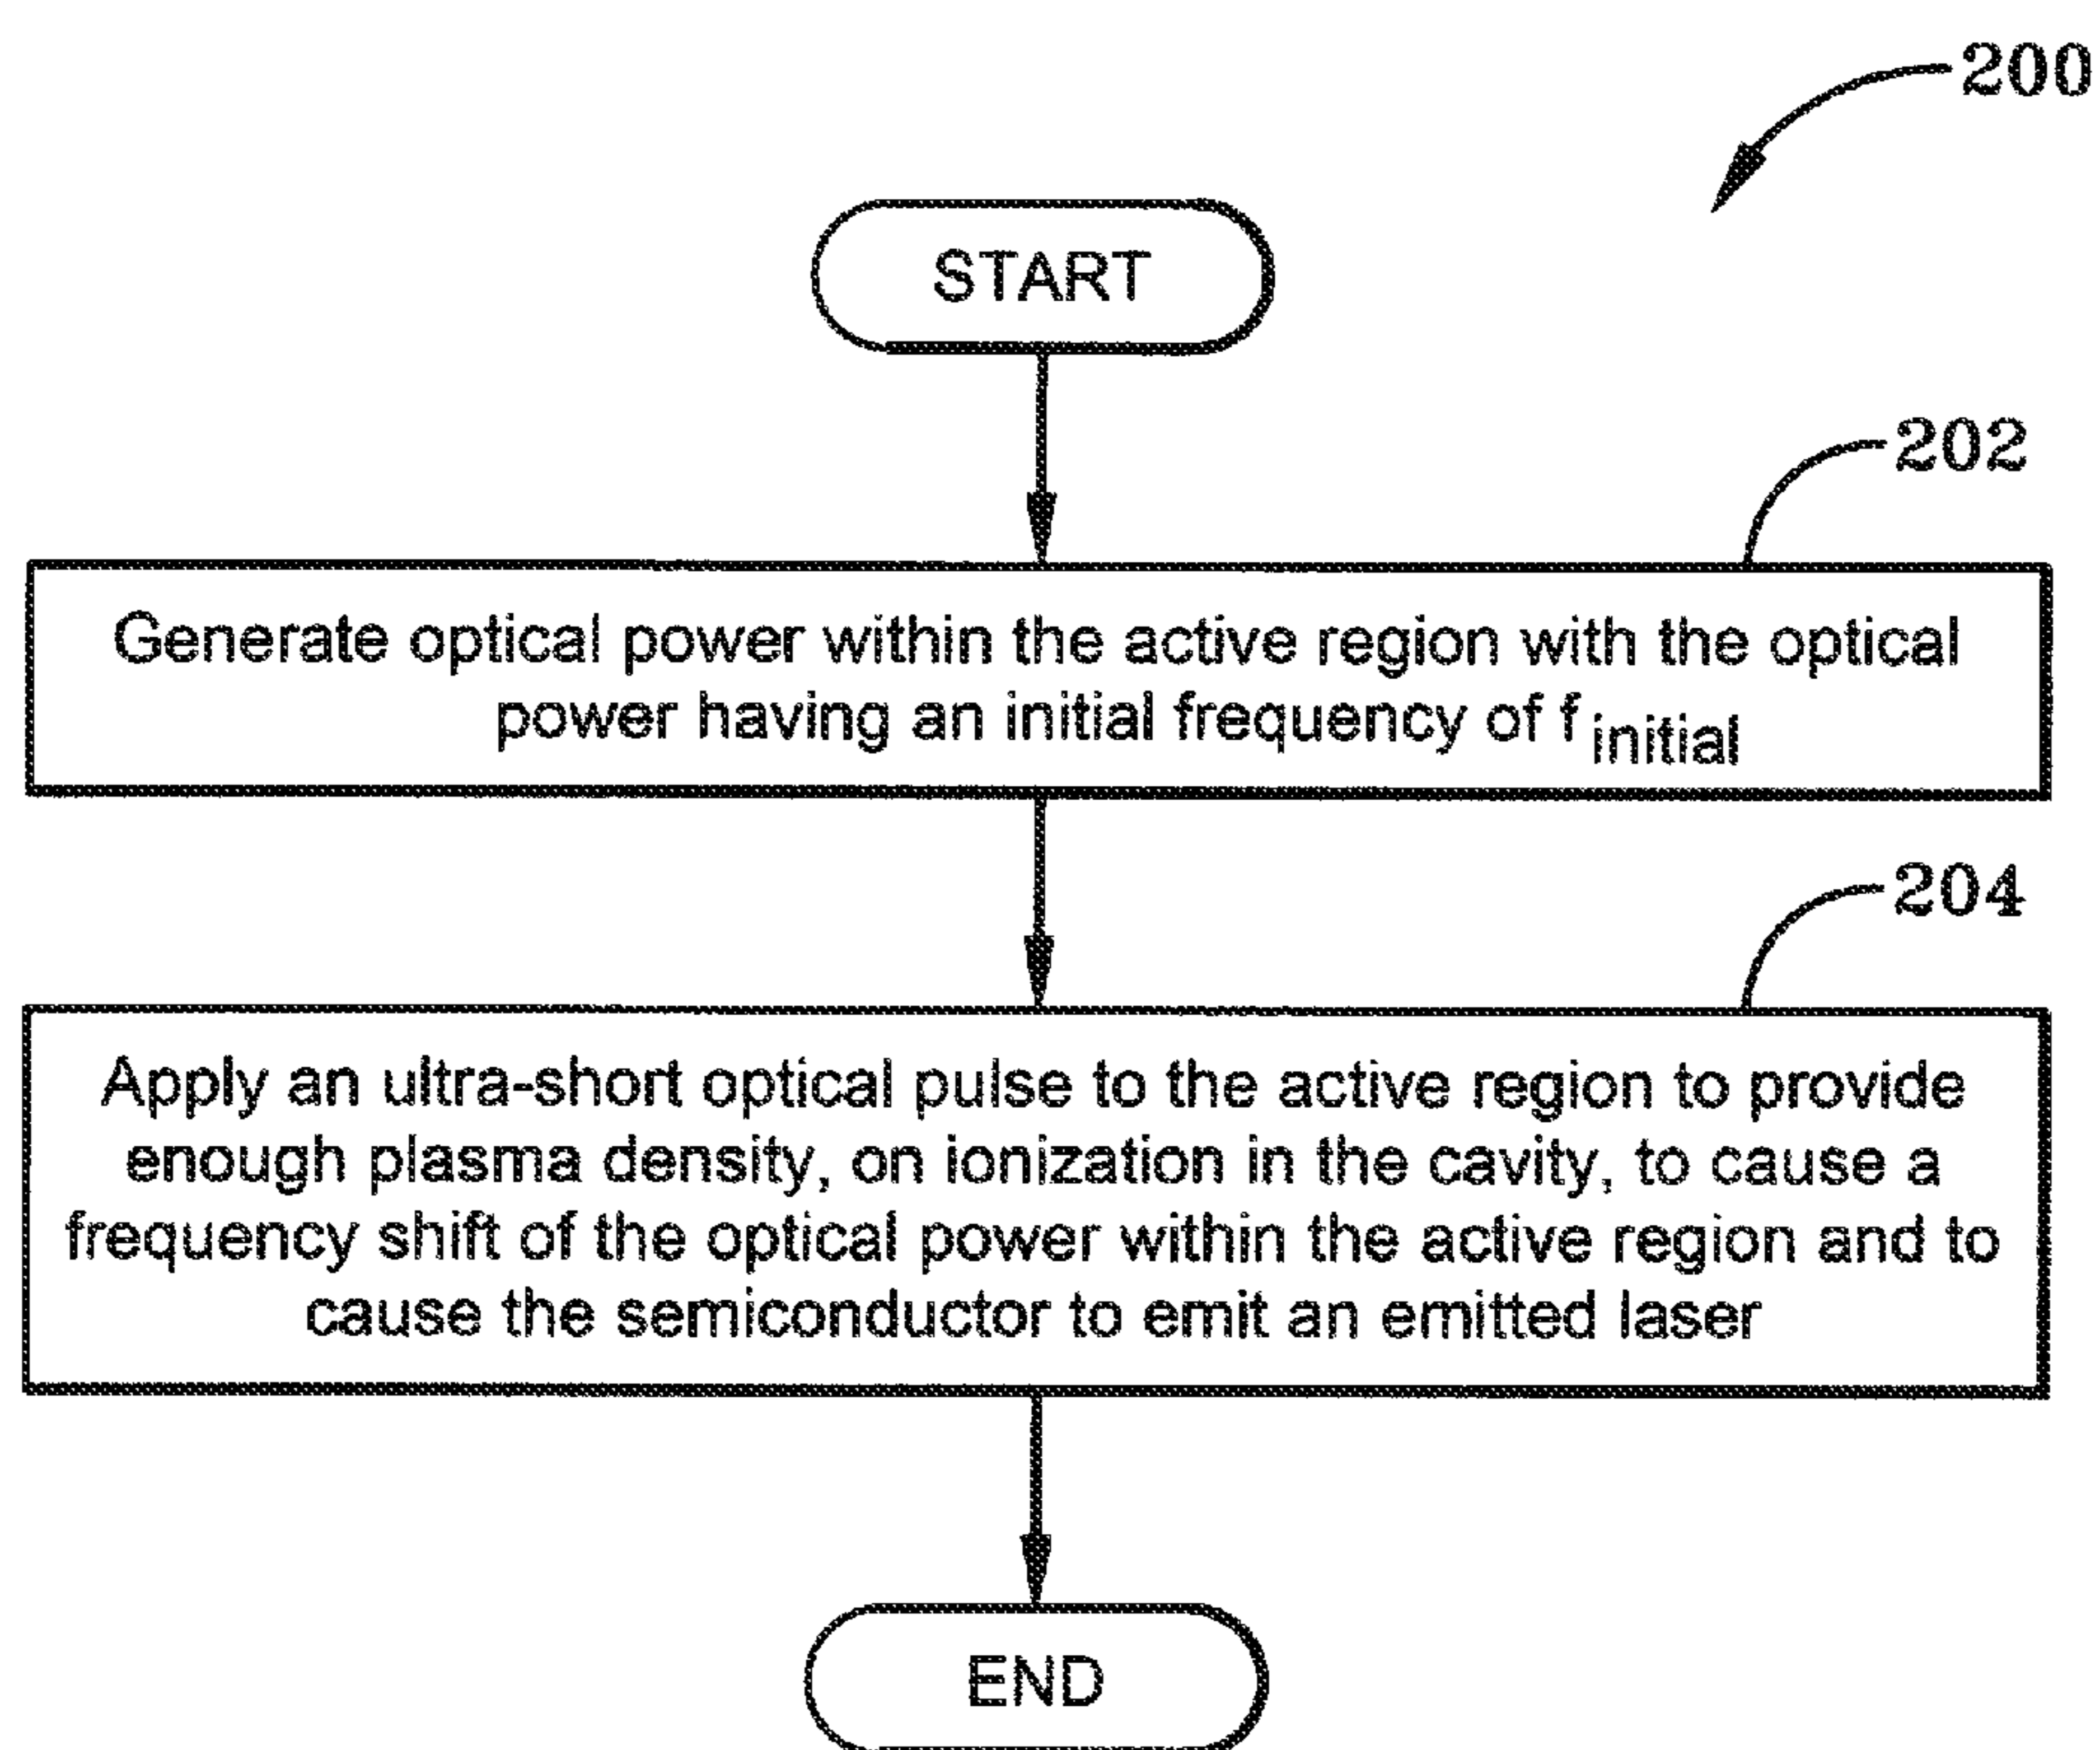 200
START
202
Generate optical power within the active region with the optical
power having an initial frequency of f initial
204
Apply an ultra-short optical pulse to the active region to provide
enough plasma density, on ionization in the cavity, to cause a
frequency shift of the optical power within the active region and to
cause the semiconductor to emit an emitted laser
END